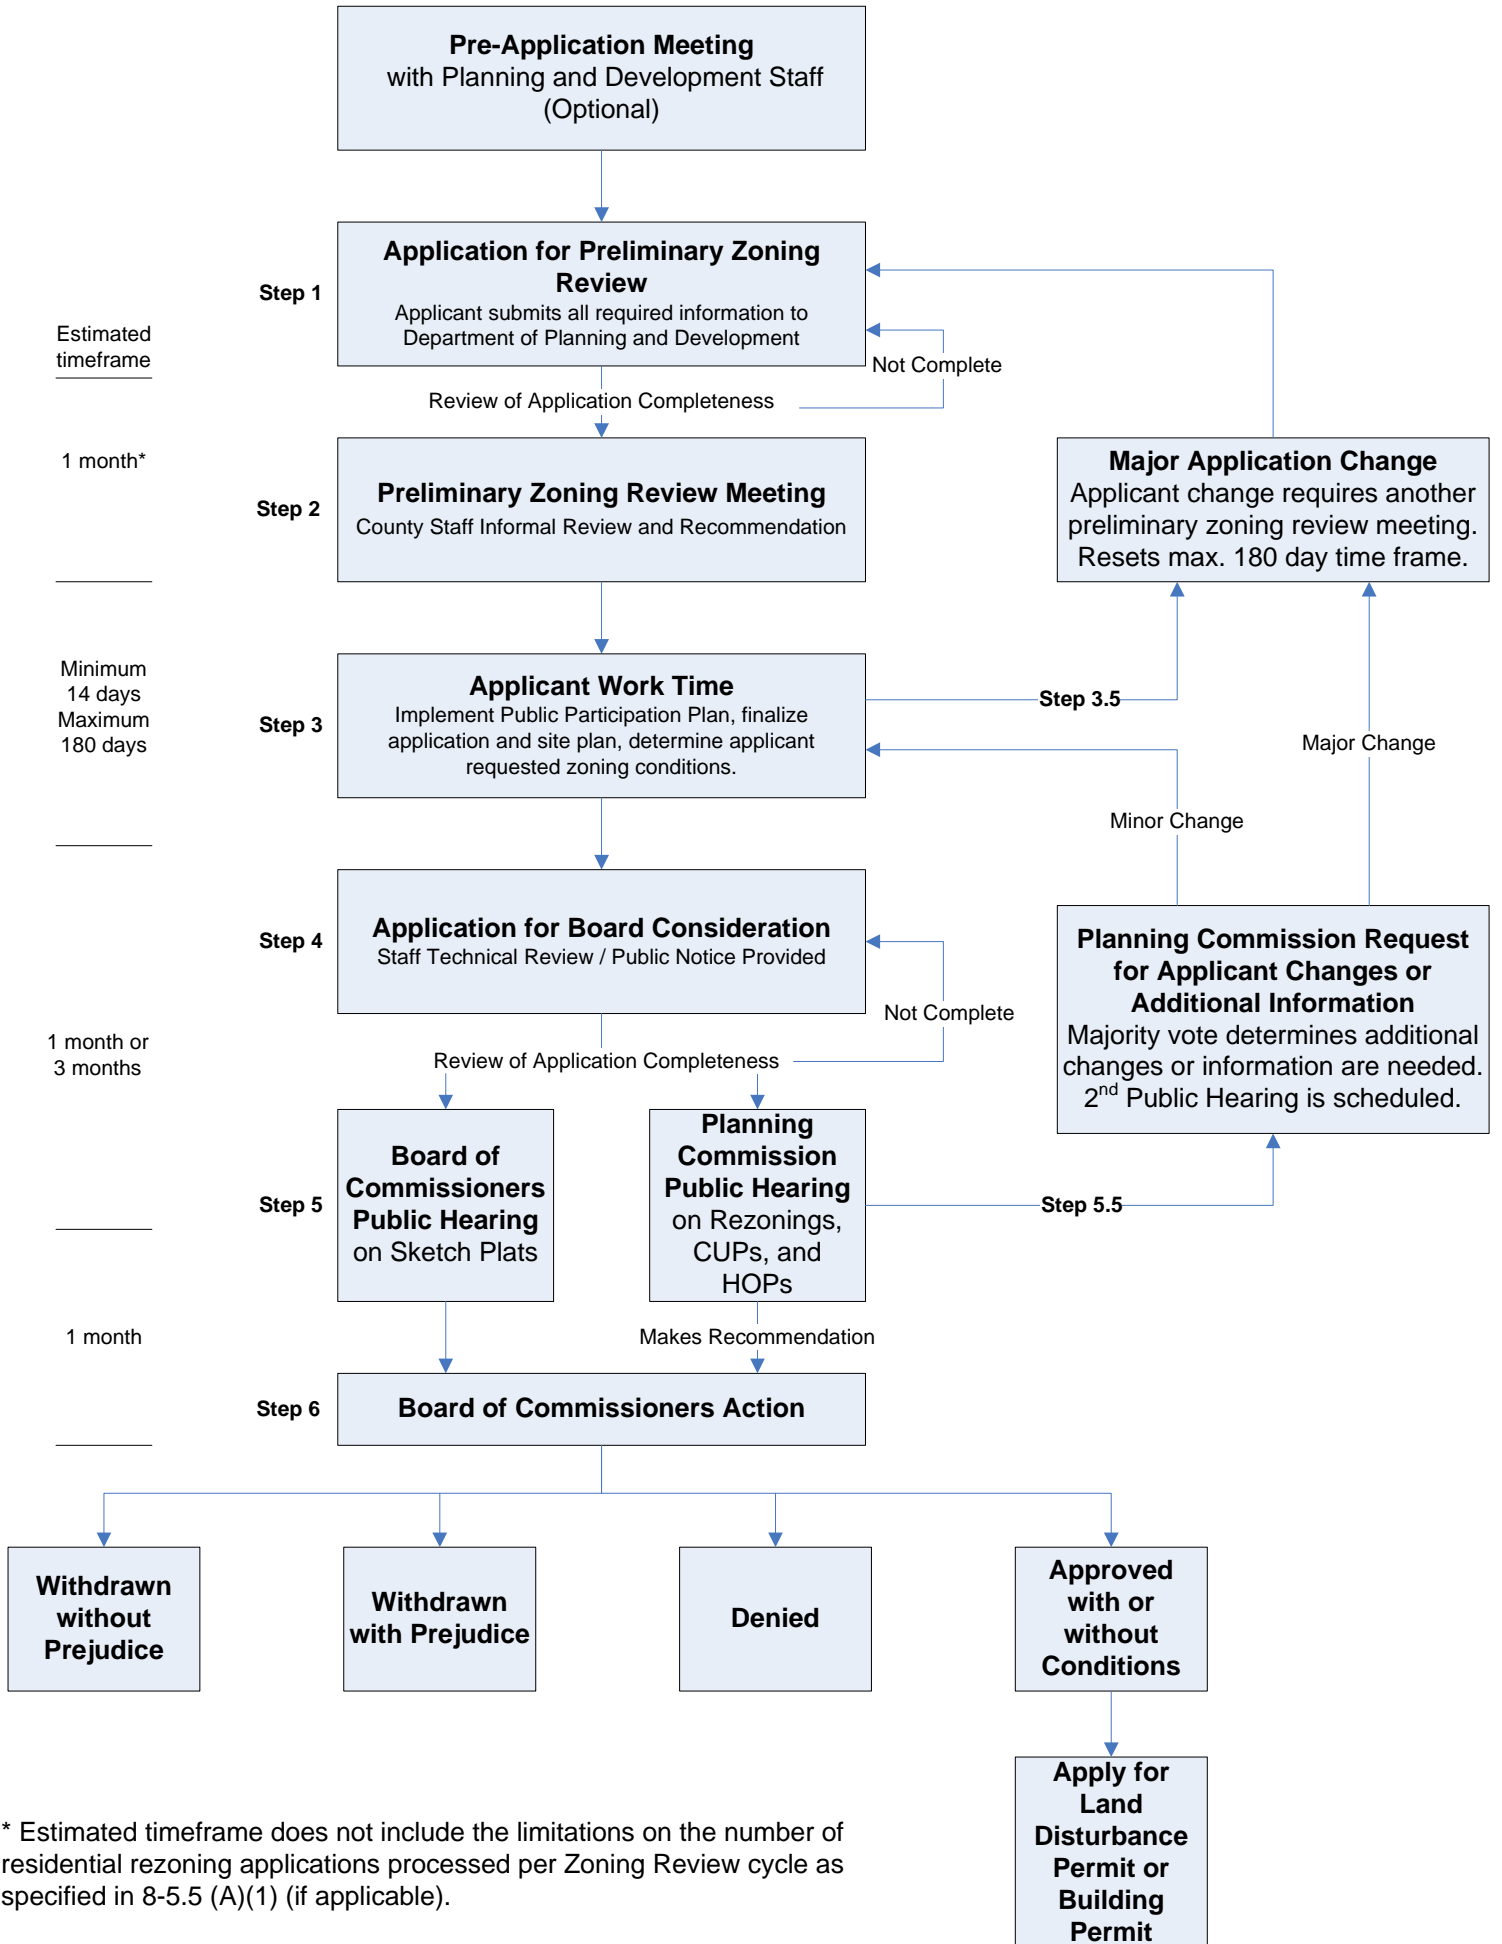 Pre-Application Meeting
with Planning and Development Staff
(Optional)
Step 1
Application for Preliminary Zoning
Review
Applicant submits all required information to
Department of Planning and Development
Estimated
timeframe
Not Complete
Review of Application Completeness
1 month*
Step 2
Preliminary Zoning Review Meeting
County Staff Informal Review and Recommendation
Major Application Change
Applicant change requires another
preliminary zoning review meeting.
Resets max. 180 day time frame.
Minimum
14 days
Maximum
180 days
Step 3
Applicant Work Time
Implement Public Participation Plan, finalize
application and site plan, determine applicant
requested zoning conditions.
Step 3.5
Major Change
Minor Change
Step 4
Application for Board Consideration
Staff Technical Review / Public Notice Provided
Not Complete
Planning Commission Request
for Applicant Changes or
Additional Information
Majority vote determines additional
changes or information are needed.
2nd Public Hearing is scheduled.
1 month or
3 months
Review of Application Completeness
Step 5
Board of
Commissioners
Public Hearing
on Sketch Plats
Planning
Commission
Public Hearing
on Rezonings,
CUPs, and
HOPs
Step 5.5
1 month
Makes Recommendation
Step 6
Board of Commissioners Action
Withdrawn
without
Prejudice
Withdrawn
with Prejudice
Denied
Approved
with or
without
Conditions
Apply for
Land
Disturbance
Permit or
Building
Permit
* Estimated timeframe does not include the limitations on the number of
residential rezoning applications processed per Zoning Review cycle as
specified in 8-5.5 (A)(1) (if applicable).